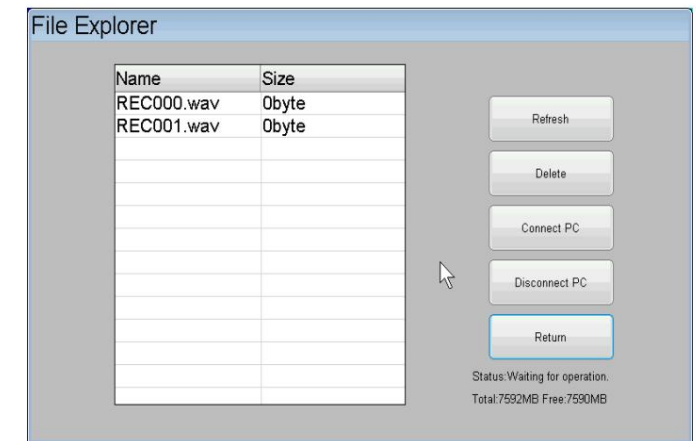 File Explorer
Name Size
REC000.wav 0byte
REC001.wav 0byte
Refresh
Delete
Connect PC
Disconnect PC
Return
Status:Waiting for operation.
Total:7592MB Free:7590MB